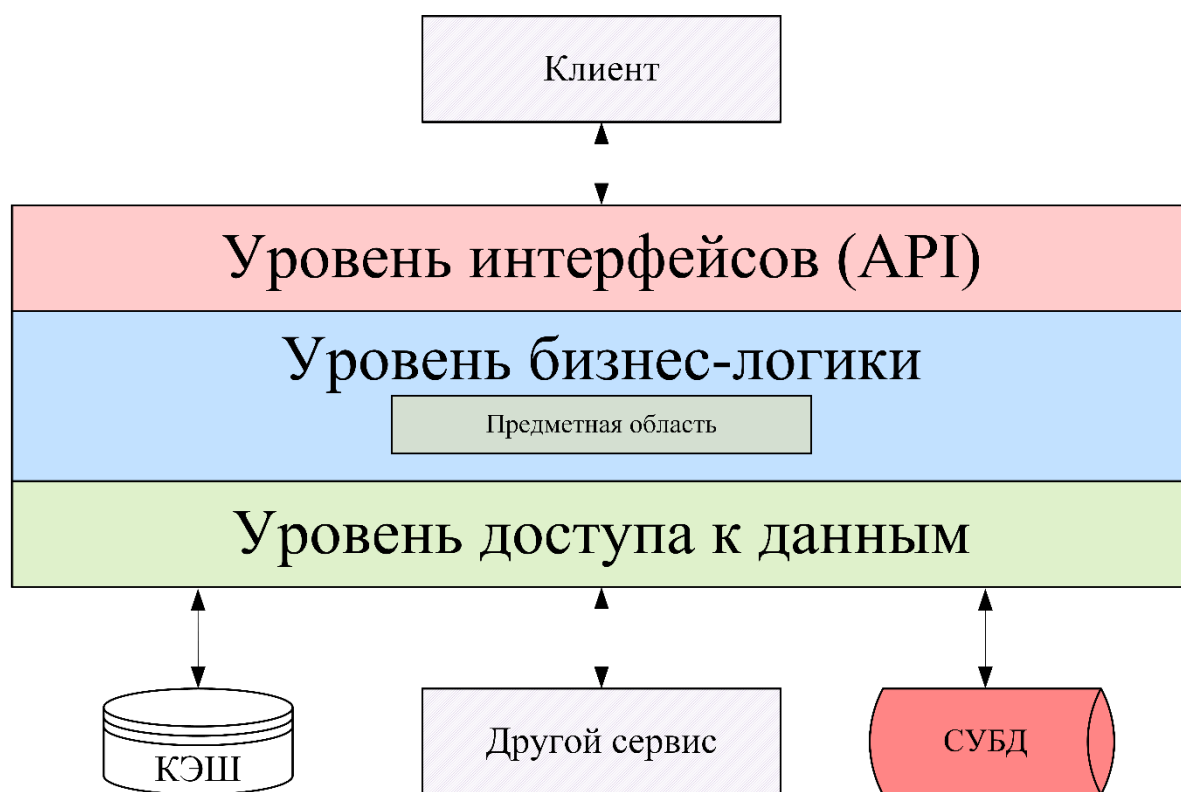 Клиент
Уровень интерфейсов (API)
Уровень бизнес-логики
Предметная область
Уровень доступа к данным
КЭШ
Другой сервис
СУБД